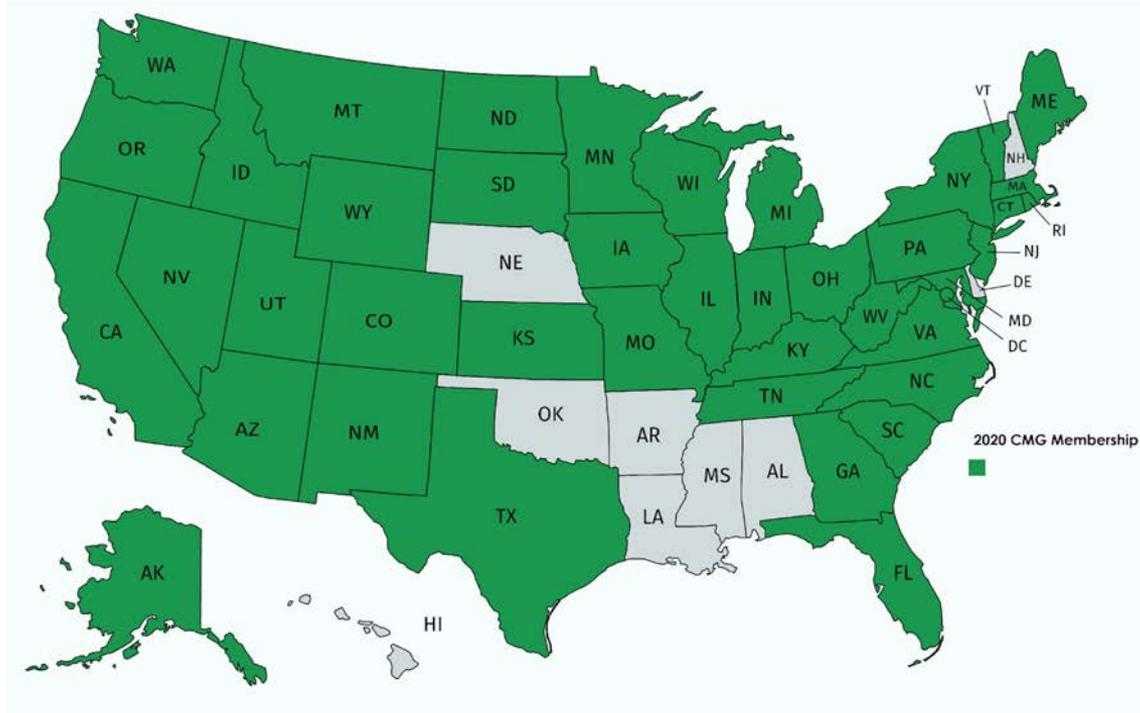 WA
MT
ND
MN
VT
ME
OR
ID
SD
WI
NH
WY
MI
NY
MA
CT
RI
NE
IA
PA
NJ
NV
UT
CO
IL
IN
OH
DE
CA
KS
MO
WV
VA
MD
KY
DC
AZ
NM
OK
AR
TN
NC
SC
2020 CMG Membership
MS
AL
GA
TX
LA
AK
FL
HI